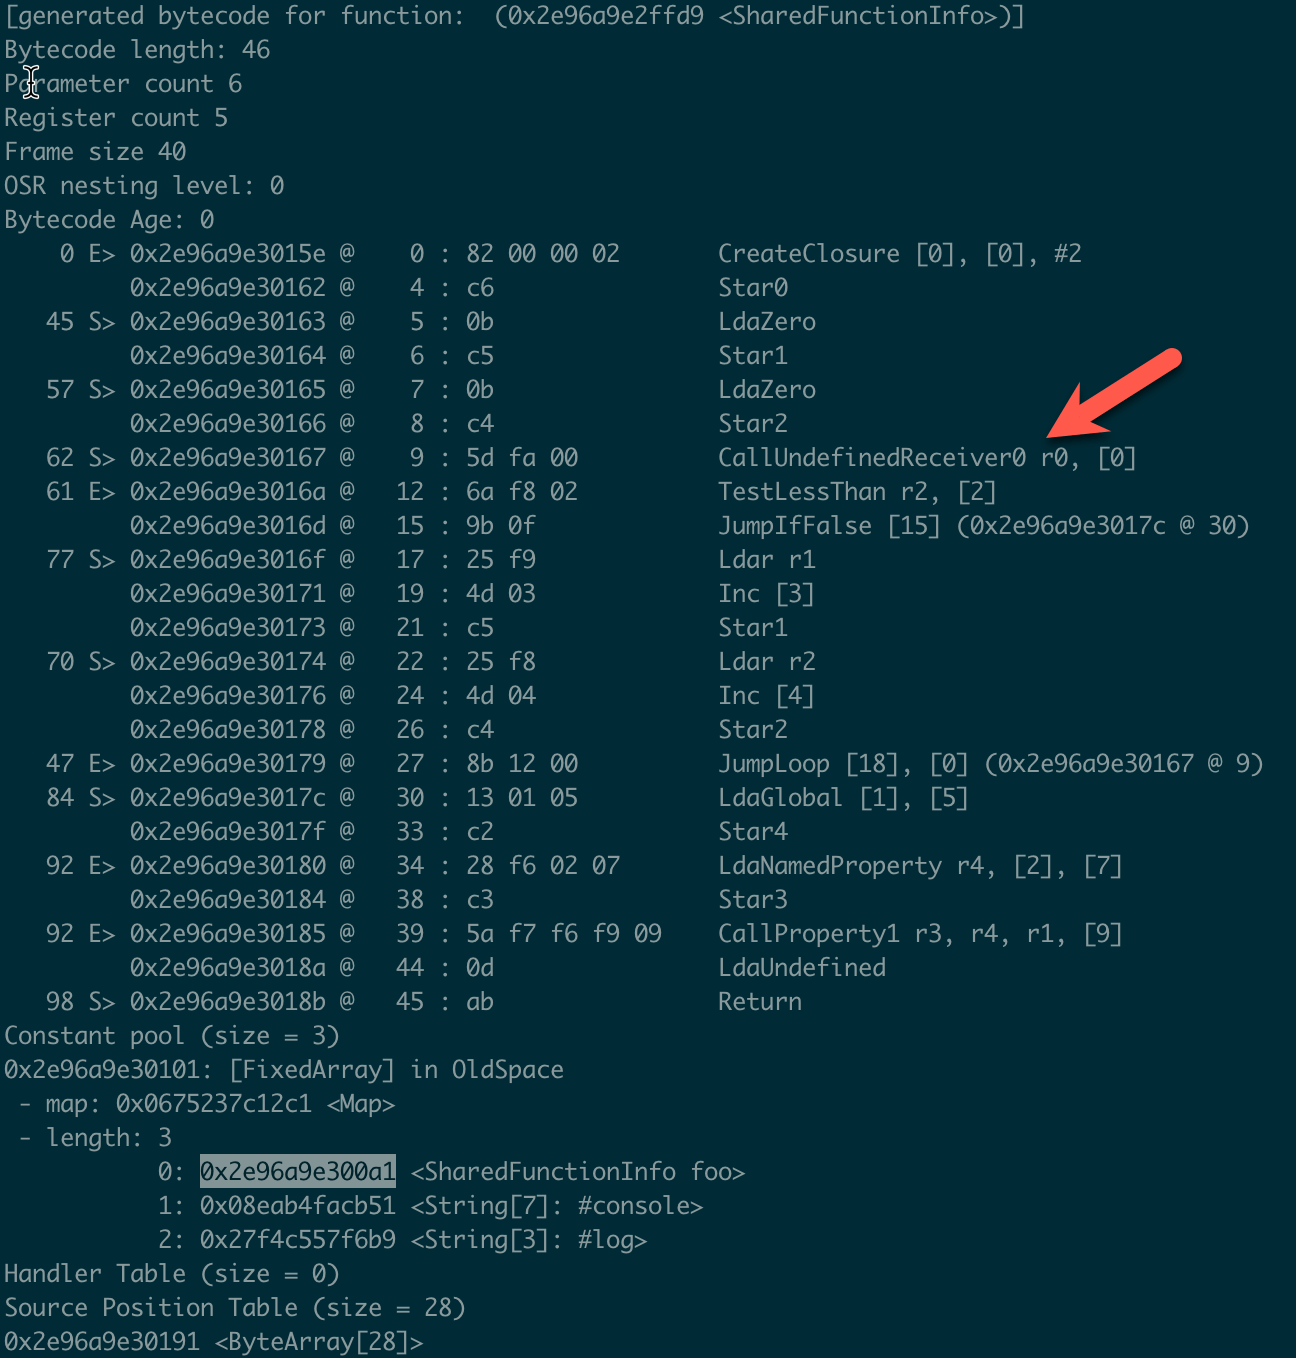 [generated bytecode for function:  (0x2e96a9e2ffd9 <SharedFunctionInfo>)]
Bytecode length: 46
Parameter count 6
Register count 5
Frame size 40
OSR nesting level: 0
Bytecode Age: 0
    0 E> 0x2e96a9e3015e @    0 : 82 00 00 02       CreateClosure [0], [0], #2
         0x2e96a9e30162 @    4 : c6                Star0
   45 S> 0x2e96a9e30163 @    5 : 0b                LdaZero
         0x2e96a9e30164 @    6 : c5                Star1
   57 S> 0x2e96a9e30165 @    7 : 0b                LdaZero
         0x2e96a9e30166 @    8 : c4                Star2
   62 S> 0x2e96a9e30167 @    9 : 5d fa 00          CallUndefinedReceiver0 r0, [0]
   61 E> 0x2e96a9e3016a @   12 : 6a f8 02          TestLessThan r2, [2]
         0x2e96a9e3016d @   15 : 9b 0f             JumpIfFalse [15] (0x2e96a9e3017c @ 30)
   77 S> 0x2e96a9e3016f @   17 : 25 f9             Ldar r1
         0x2e96a9e30171 @   19 : 4d 03             Inc [3]
         0x2e96a9e30173 @   21 : c5                Star1
   70 S> 0x2e96a9e30174 @   22 : 25 f8             Ldar r2
         0x2e96a9e30176 @   24 : 4d 04             Inc [4]
         0x2e96a9e30178 @   26 : c4                Star2
   47 E> 0x2e96a9e30179 @   27 : 8b 12 00          JumpLoop [18], [0] (0x2e96a9e30167 @ 9)
   84 S> 0x2e96a9e3017c @   30 : 13 01 05          LdaGlobal [1], [5]
         0x2e96a9e3017f @   33 : c2                Star4
   92 E> 0x2e96a9e30180 @   34 : 28 f6 02 07       LdaNamedProperty r4, [2], [7]
         0x2e96a9e30184 @   38 : c3                Star3
   92 E> 0x2e96a9e30185 @   39 : 5a f7 f6 f9 09    CallProperty1 r3, r4, r1, [9]
         0x2e96a9e3018a @   44 : 0d                LdaUndefined
   98 S> 0x2e96a9e3018b @   45 : ab                Return
Constant pool (size = 3)
0x2e96a9e30101: [FixedArray] in OldSpace
 - map: 0x0675237c12c1 <Map>
 - length: 3
           0: 0x2e96a9e300a1 <SharedFunctionInfo foo>
           1: 0x08eab4facb51 <String[7]: #console>
           2: 0x27f4c557f6b9 <String[3]: #log>
Handler Table (size = 0)
Source Position Table (size = 28)
0x2e96a9e30191 <ByteArray[28]>